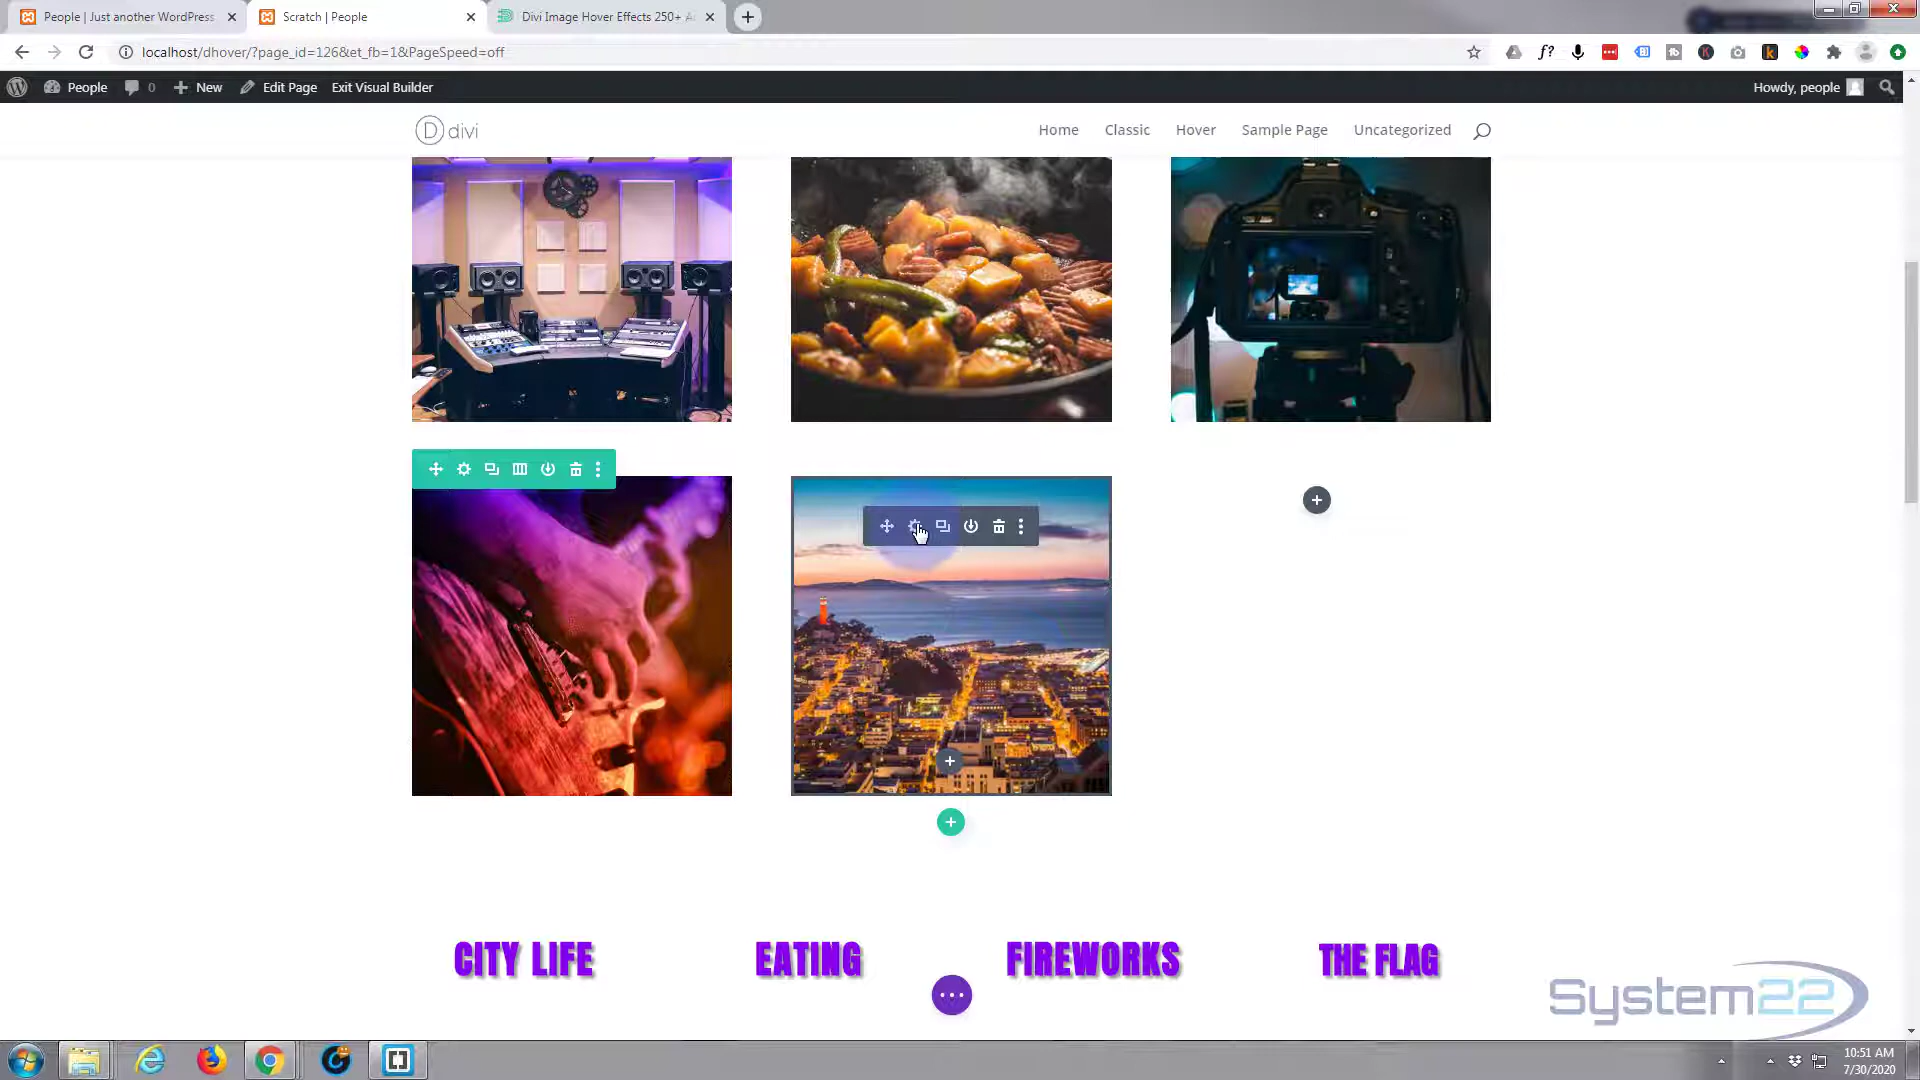 People | Just another WordPress
Scratch | People
Divi Image Hover Effects 250+ A
localhost/dhover/?page_id=126&et_fb=1&PageSpeed=off
People
0
New
Edit Page
Exit Visual Builder
Howdy, people
D divi
Home
Classic
Hover
Sample Page
Uncategorized
CITY LIFE
EATING
FIREWORKS
THE FLAG
System22
10:51 AM
7/30/2020